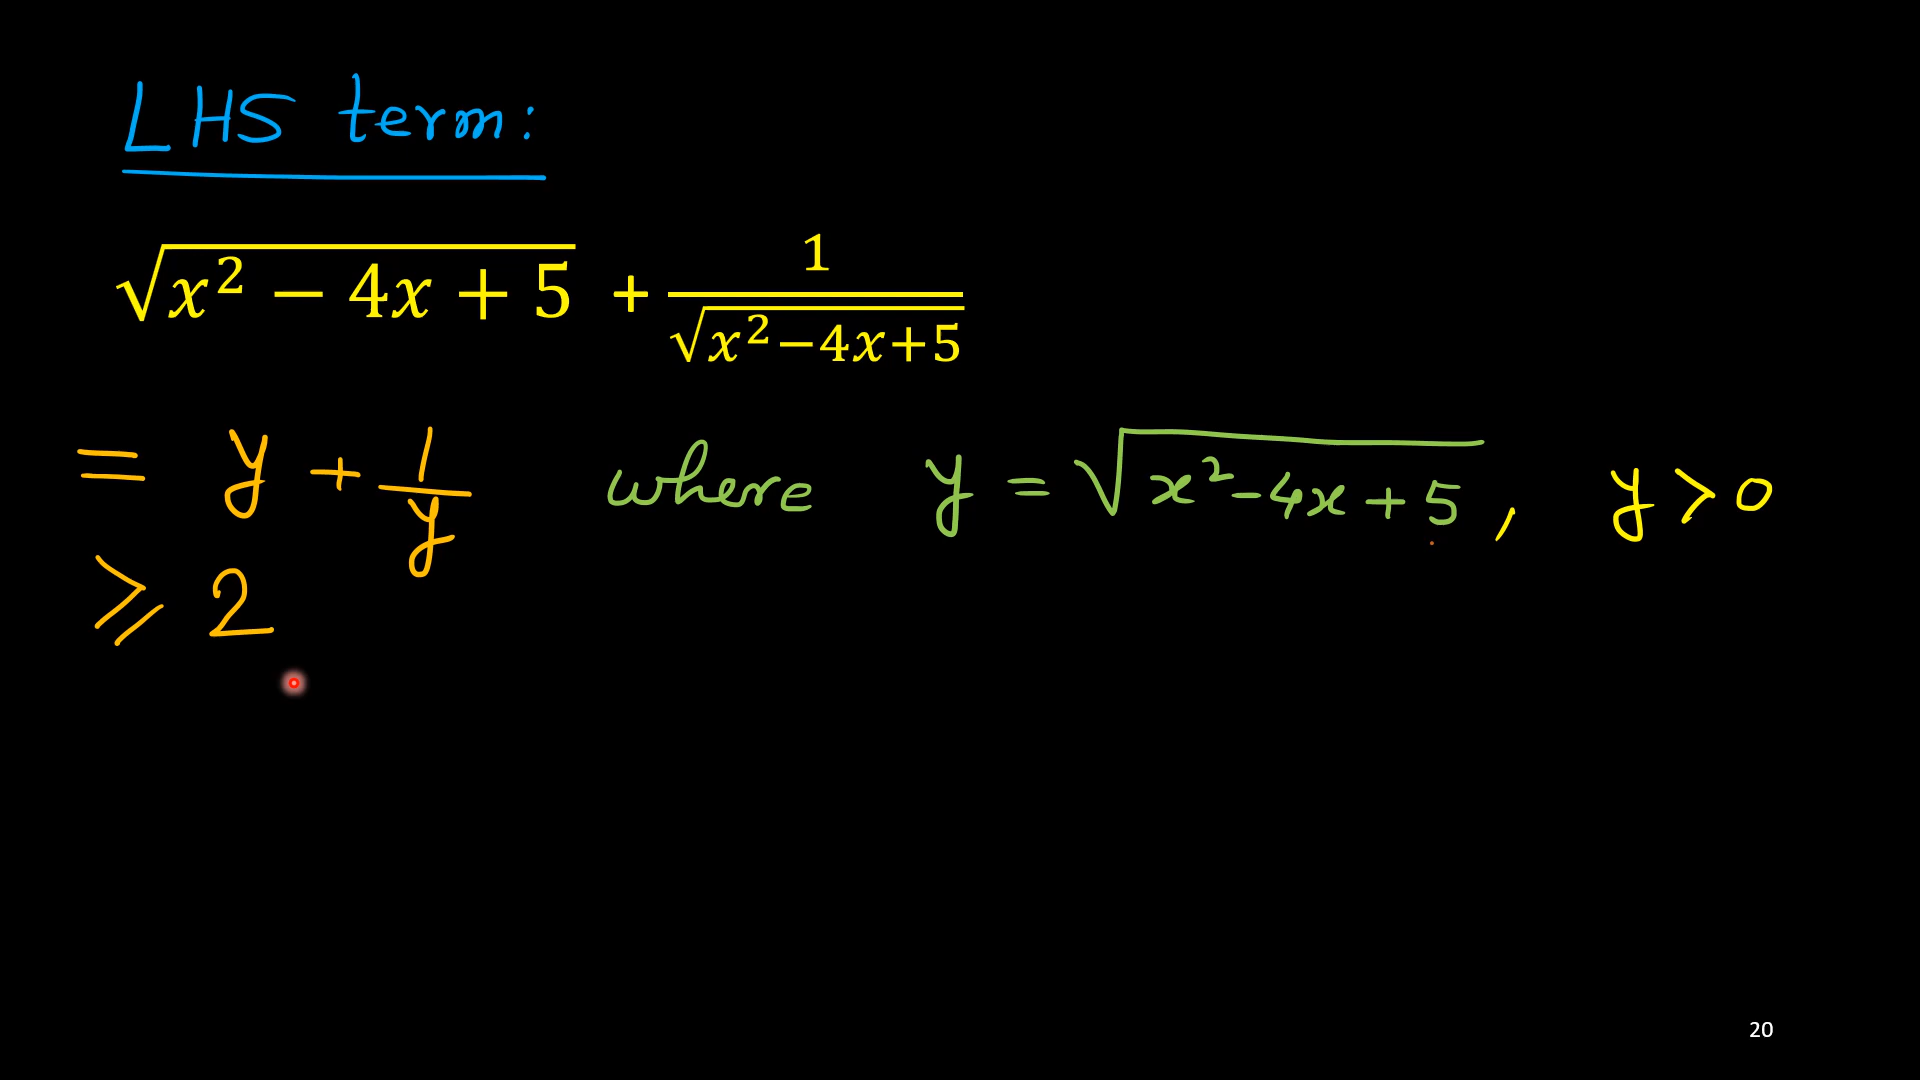 LHS term:
√(x² − 4x + 5) + 1/√(x²−4x+5)
= y + 1/y where y = √(x²−4x+5), y > 0
⩾ 2
20